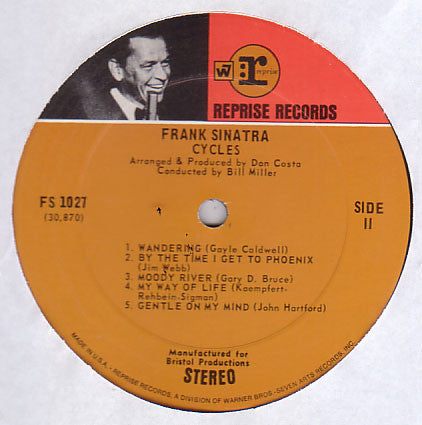 W
r
reprise
REPRISE RECORDS
FRANK SINATRA
CYCLES
Arranged & Produced by Don Costa
Conducted by Bill Miller
FS 1027
(30,870)
SIDE
II
1. WANDERING (Gayle Caldwell)
2. BY THE TIME I GET TO PHOENIX
(Jim Webb)
3. MOODY RIVER (Gary D. Bruce)
4. MY WAY OF LIFE (Kaempfert-
Rehbein-Sigman)
5. GENTLE ON MY MIND (John Hartford)
Manufactured for
Bristol Productions
STEREO
MADE IN U.S.A. · REPRISE RECORDS, A DIVISION OF WARNER BROS.-SEVEN ARTS RECORDS, INC.